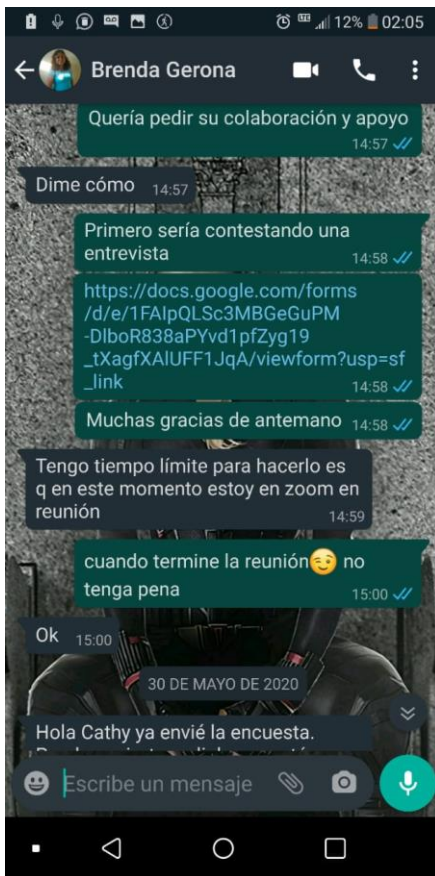 12% 02:05
Brenda Gerona
Quería pedir su colaboración y apoyo
14:57
Dime cómo 14:57
Primero sería contestando una
entrevista
14:58
https://docs.google.com/forms
/d/e/1FAIpQLSc3MBGeGuPM
-DlboR838aPYvd1pfZyg19
_tXagfXAlUFF1JqA/viewform?usp=sf
_link
14:58
Muchas gracias de antemano 14:58
Tengo tiempo límite para hacerlo es
q en este momento estoy en zoom en
reunión
14:59
cuando termine la reunión😉 no
tenga pena
15:00
Ok 15:00
30 DE MAYO DE 2020
Hola Cathy ya envié la encuesta.
Escribe un mensaje